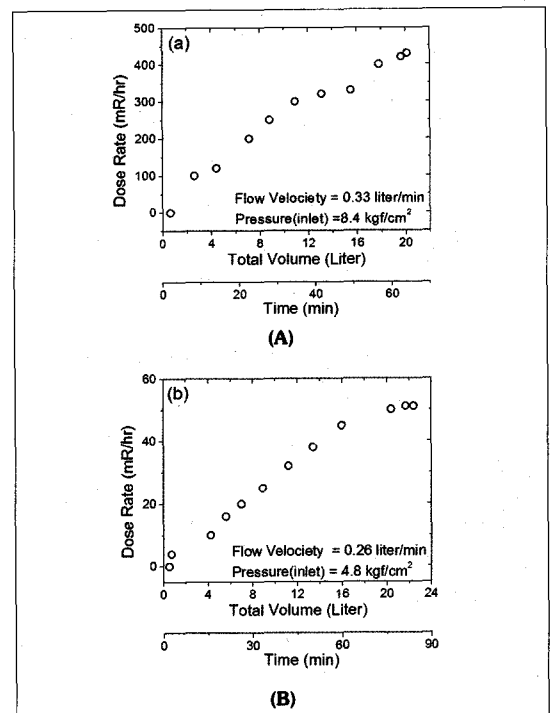 (a)
500
400
300
200
100
0
Dose Rate (mR/hr)
Flow Velociety = 0.33 liter/min
Pressure(inlet) =8.4 kgf/cm²
0 4 8 12 16 20
Total Volume (Liter)
0 20 40 60
Time (min)
(A)
(b)
60
40
20
0
Dose Rate (mR/hr)
Flow Velociety = 0.26 liter/min
Pressure(inlet) = 4.8 kgf/cm²
0 4 8 12 16 20 24
Total Volume (Liter)
0 30 60 90
Time (min)
(B)